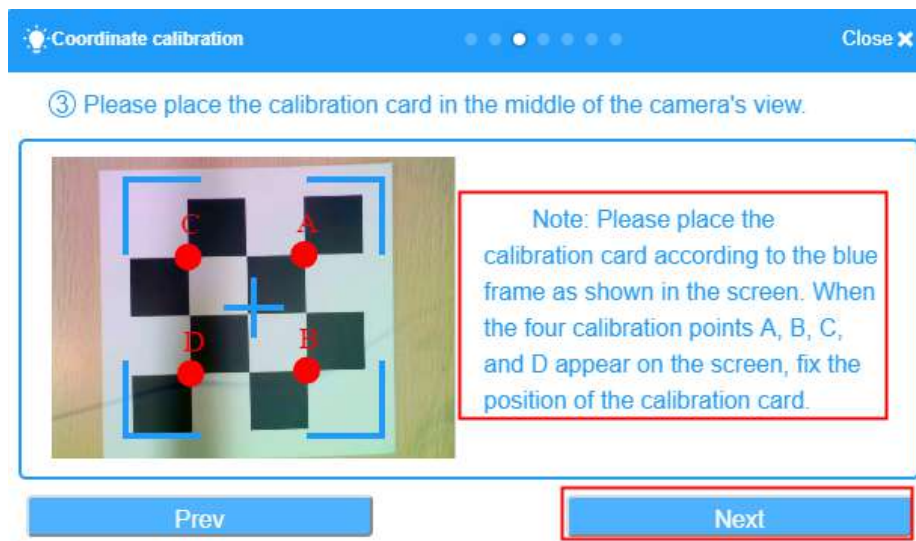 Coordinate calibration
Close
③ Please place the calibration card in the middle of the camera's view.
C
A
D
B
Note: Please place the
calibration card according to the blue
frame as shown in the screen. When
the four calibration points A, B, C,
and D appear on the screen, fix the
position of the calibration card.
Prev
Next